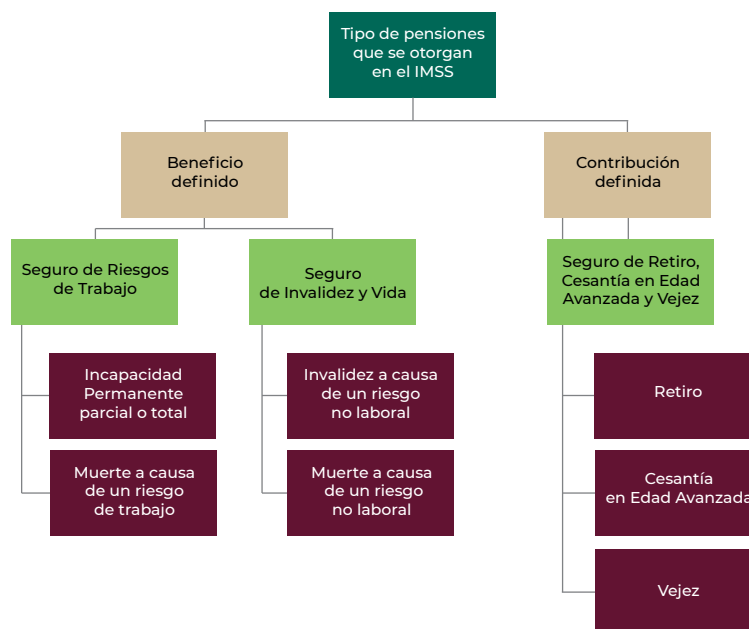 Tipo de pensiones
que se otorgan
en el IMSS
Beneficio
definido
Contribución
definida
Seguro de Riesgos
de Trabajo
Seguro
de Invalidez y Vida
Seguro de Retiro,
Cesantía en Edad
Avanzada y Vejez
Incapacidad
Permanente
parcial o total
Invalidez a causa
de un riesgo
no laboral
Retiro
Muerte a causa
de un riesgo
de trabajo
Muerte a causa
de un riesgo
no laboral
Cesantía
en Edad Avanzada
Vejez